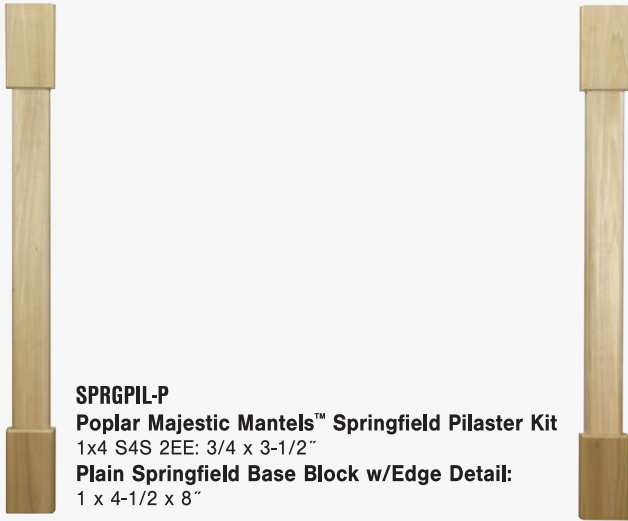 SPRGPIL-P
Poplar Majestic Mantels™ Springfield Pilaster Kit
1x4 S4S 2EE: 3/4 x 3-1/2˝
Plain Springfield Base Block w/Edge Detail:
1 x 4-1/2 x 8˝